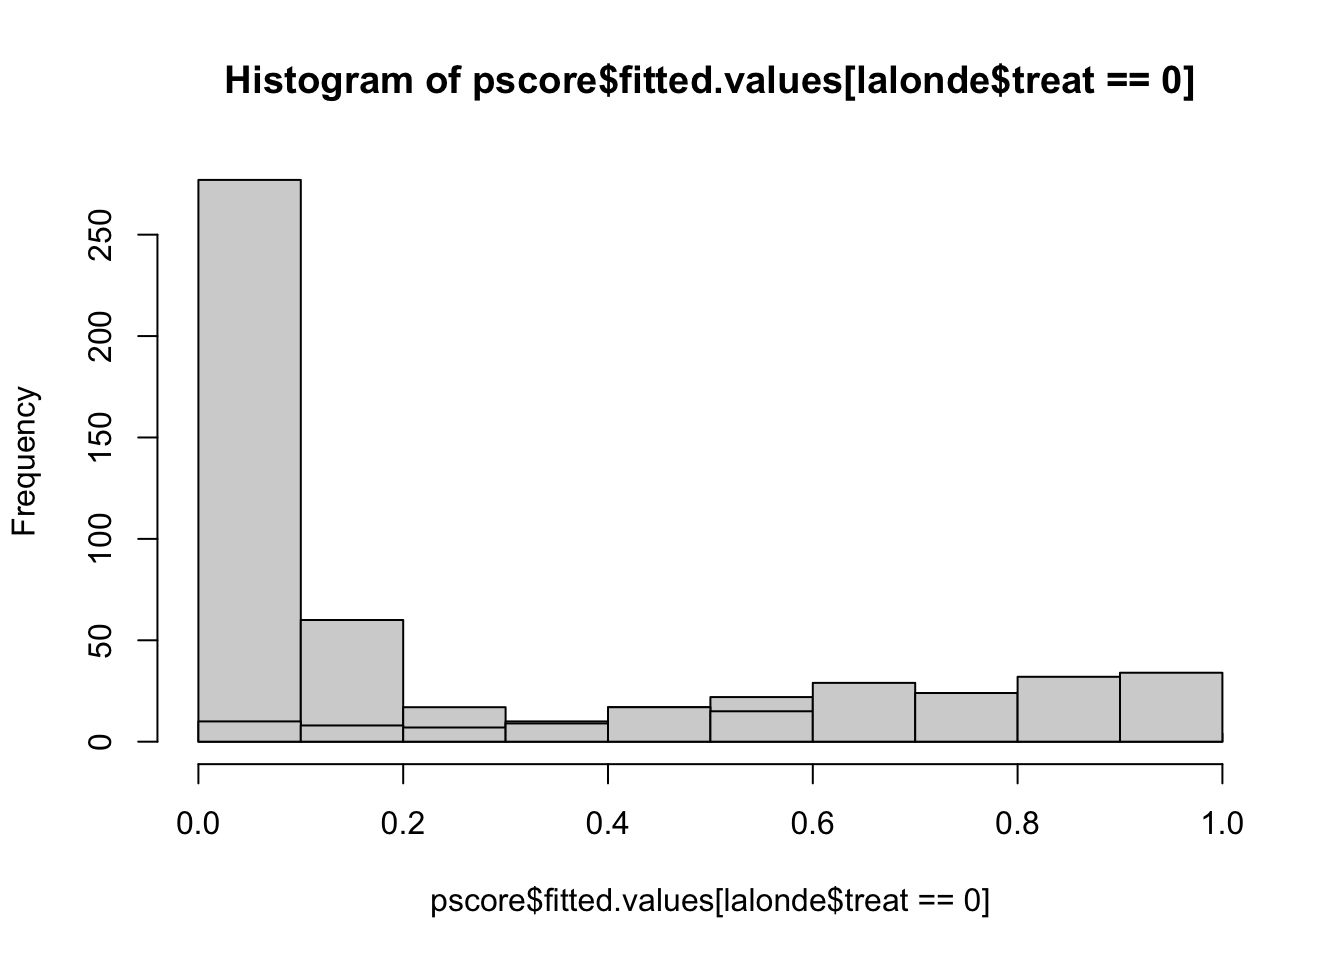 Histogram of pscore$fitted.values[lalonde$treat == 0]
Frequency
250
200
150
100
50
0
0.0 0.2 0.4 0.6 0.8 1.0
pscore$fitted.values[lalonde$treat == 0]